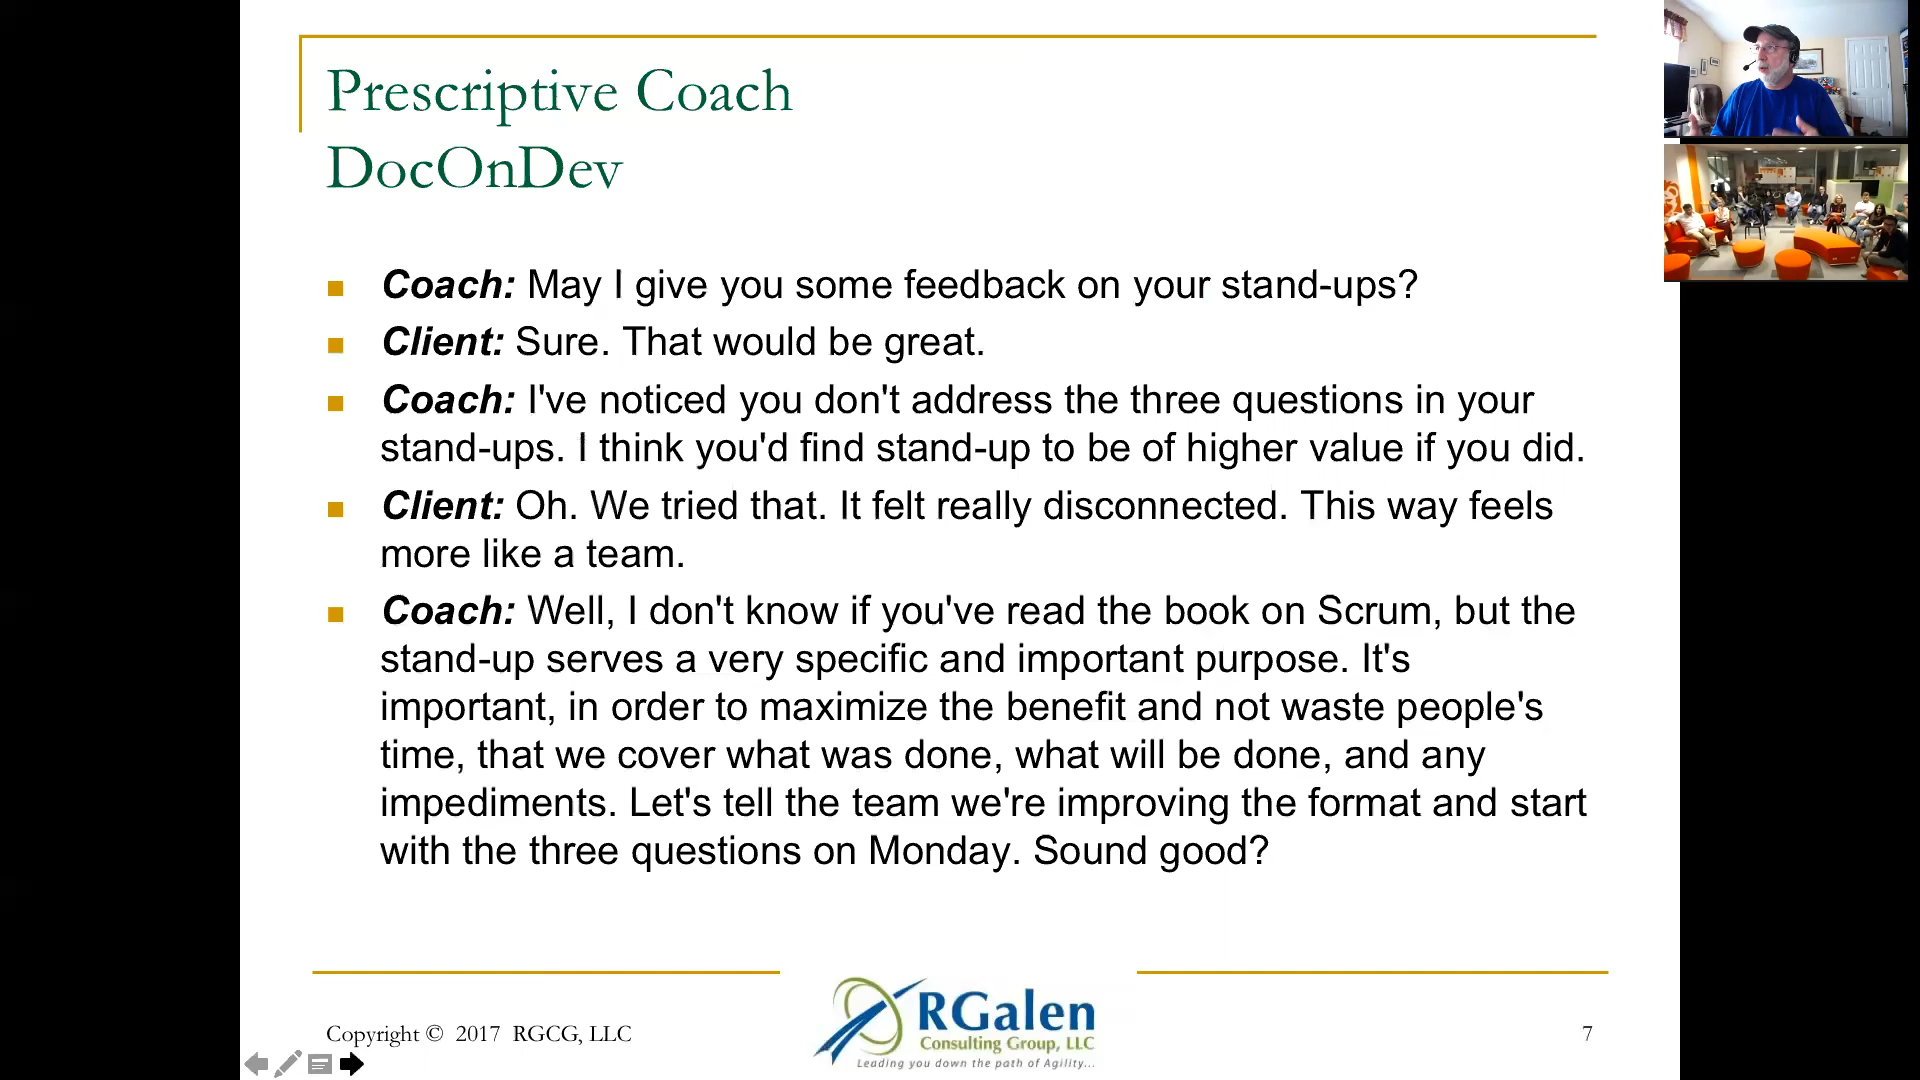 Prescriptive Coach
DocOnDev
Coach: May I give you some feedback on your stand-ups?
Client: Sure. That would be great.
Coach: I've noticed you don't address the three questions in your
stand-ups. I think you'd find stand-up to be of higher value if you did.
Client: Oh. We tried that. It felt really disconnected. This way feels
more like a team.
Coach: Well, I don't know if you've read the book on Scrum, but the
stand-up serves a very specific and important purpose. It's
important, in order to maximize the benefit and not waste people's
time, that we cover what was done, what will be done, and any
impediments. Let's tell the team we're improving the format and start
with the three questions on Monday. Sound good?
Copyright © 2017 RGCG, LLC
RGalen
Consulting Group, LLC
Leading you down the path of Agility...
7